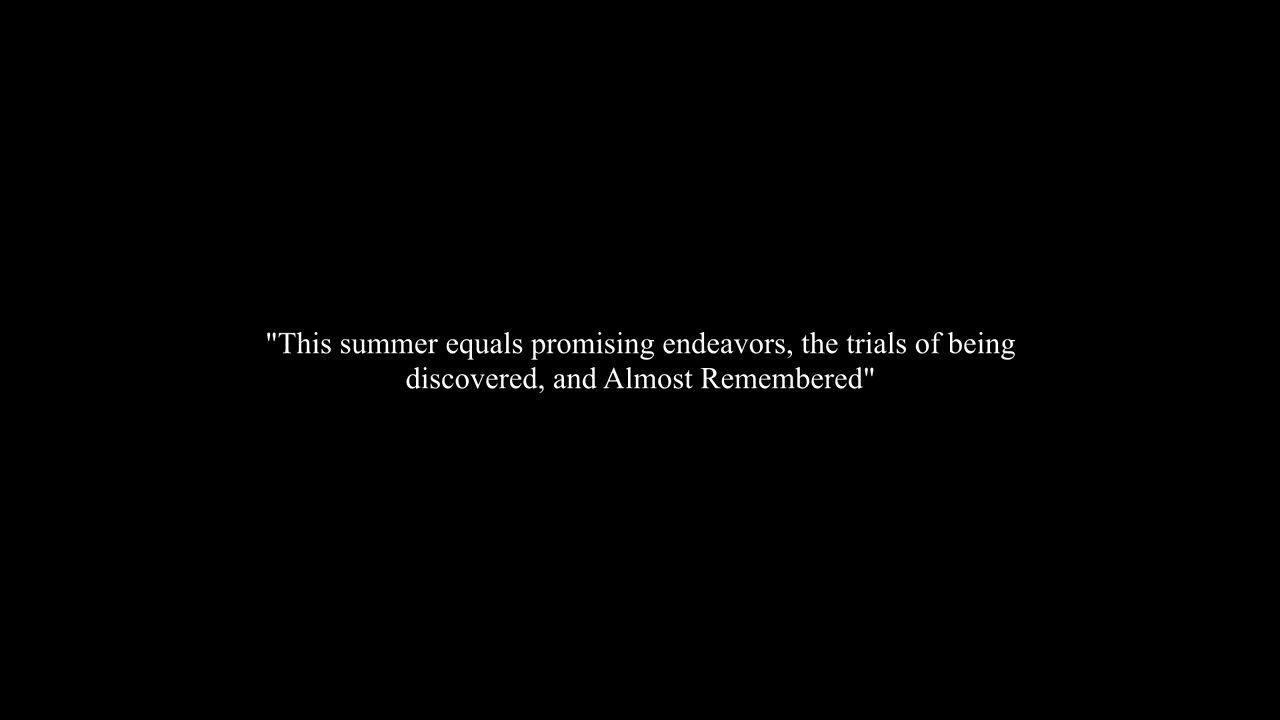 "This summer equals promising endeavors, the trials of being
discovered, and Almost Remembered"